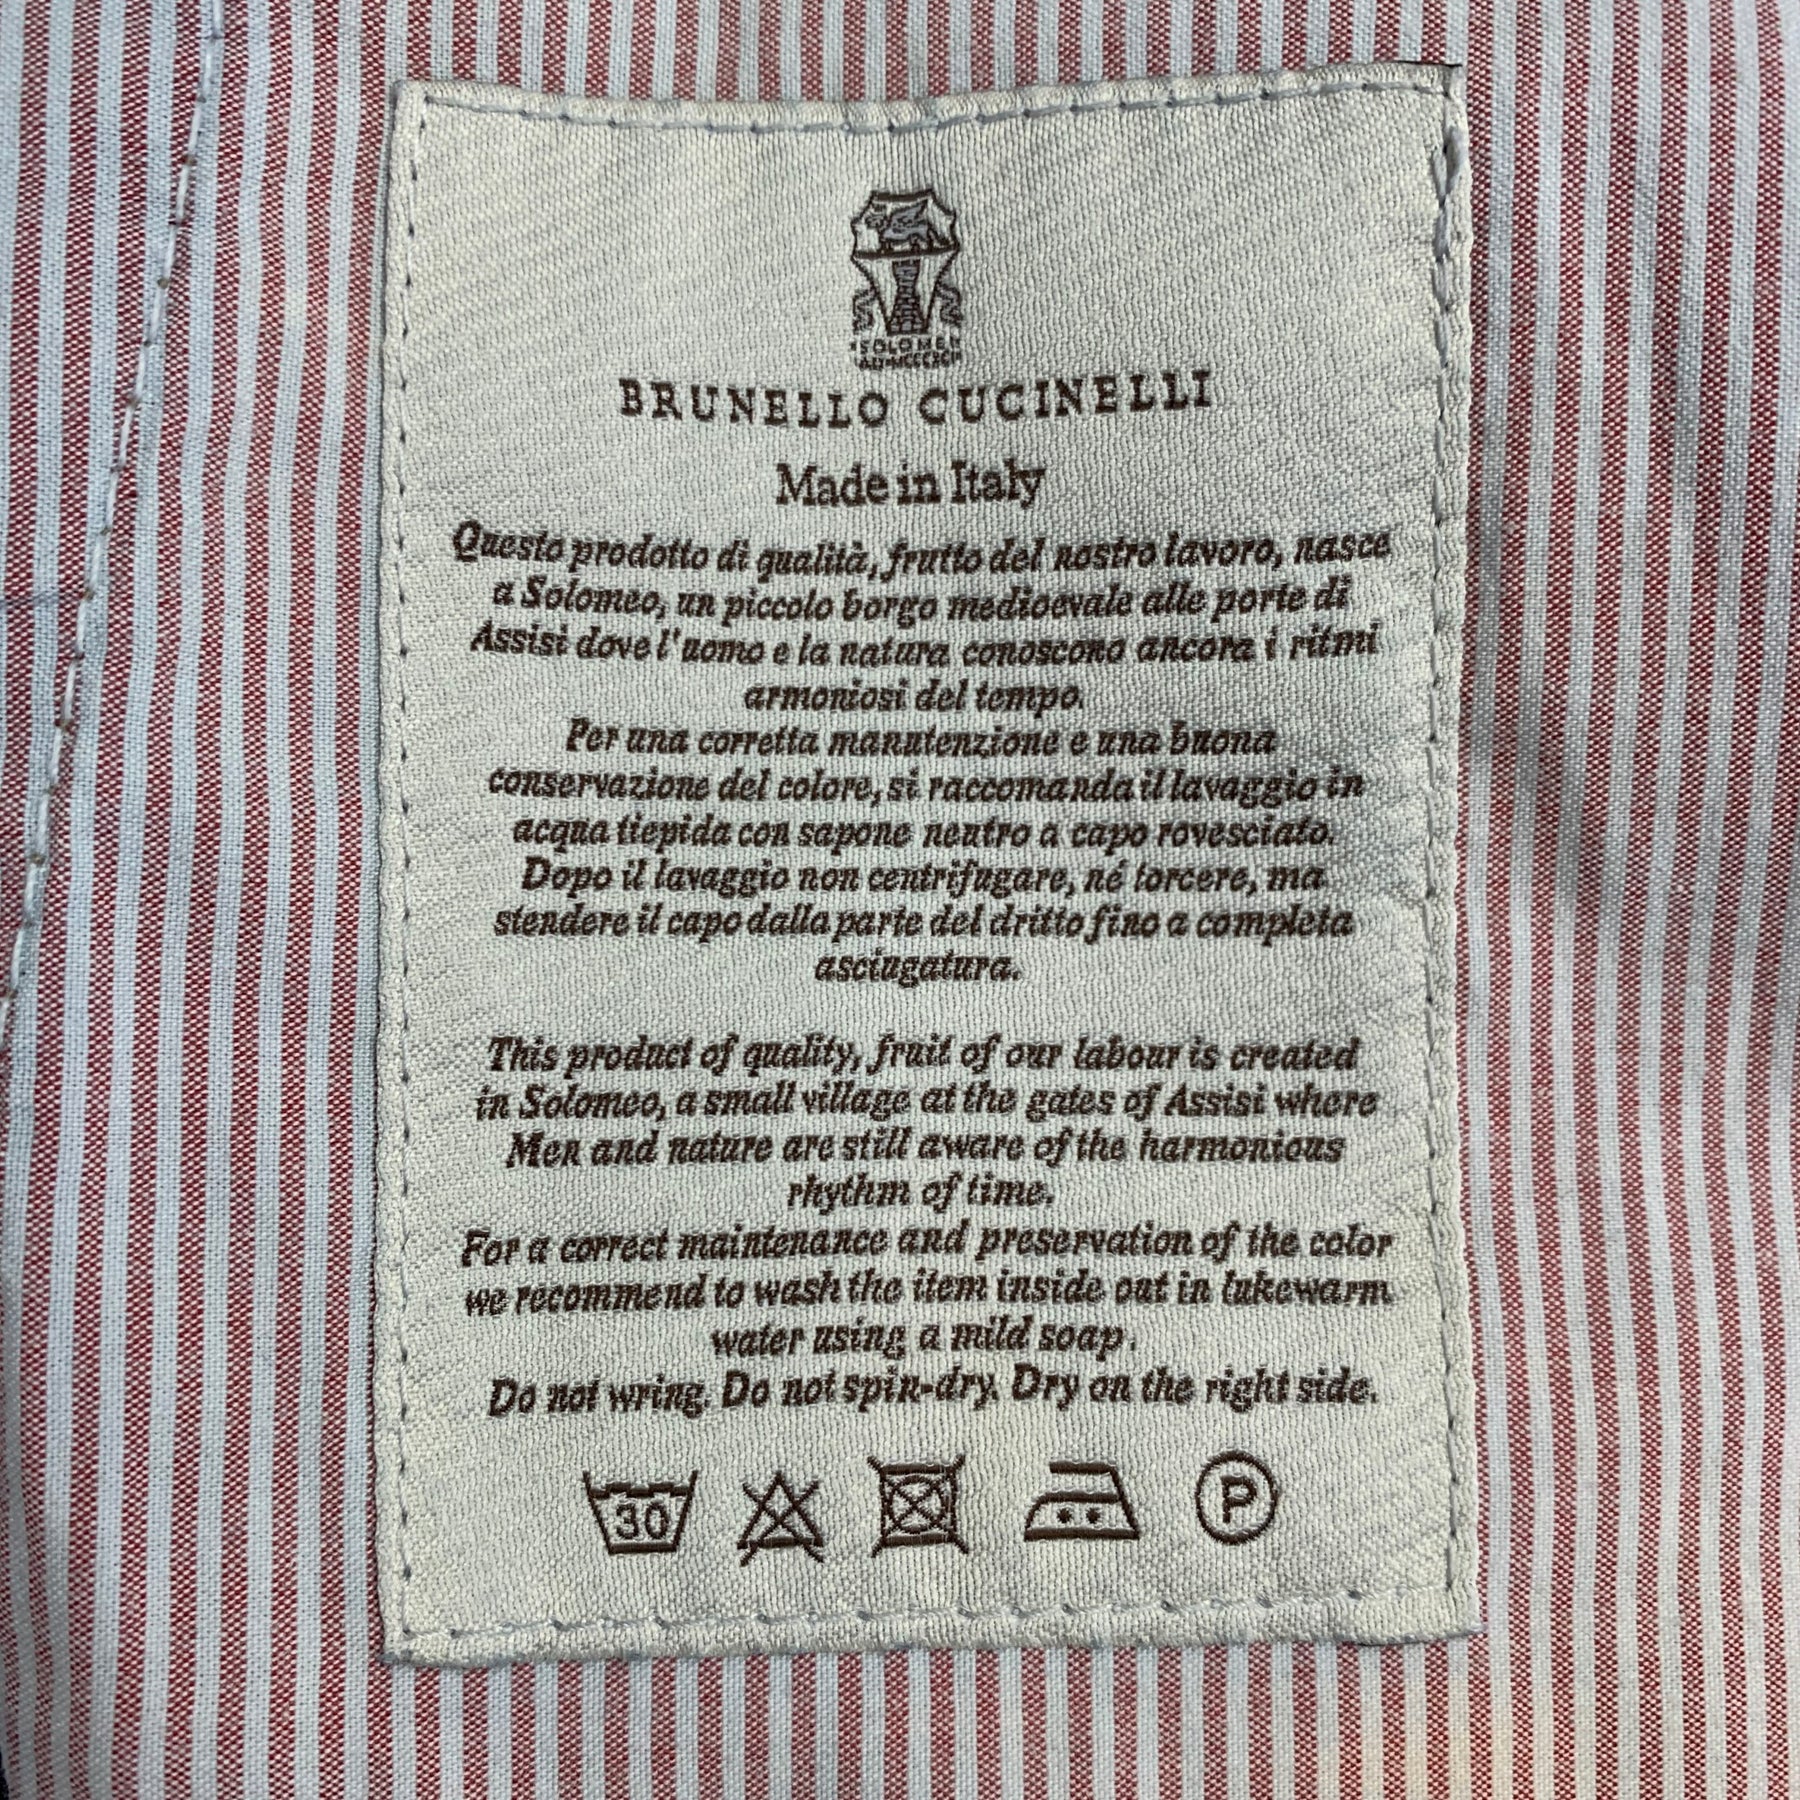 SOLOMEO
BRUNELLO CUCINELLI
Made in Italy
Questo prodotto di qualità, frutto del nostro lavoro, nasce
a Solomeo, un piccolo borgo medioevale alle porte di
Assisi dove l'uomo e la natura conoscono ancora i ritmi
armoniosi del tempo.
Per una corretta manutenzione e una buona
conservazione del colore, si raccomanda il lavaggio in
acqua tiepida con sapone neutro a capo rovesciato.
Dopo il lavaggio non centrifugare, né torcere, ma
stendere il capo dalla parte del dritto fino a completa
asciugatura.
This product of quality, fruit of our labour is created
in Solomeo, a small village at the gates of Assisi where
Men and nature are still aware of the harmonious
rhythm of time.
For a correct maintenance and preservation of the color
we recommend to wash the item inside out in lukewarm
water using a mild soap.
Do not wring. Do not spin-dry. Dry on the right side.
30 P